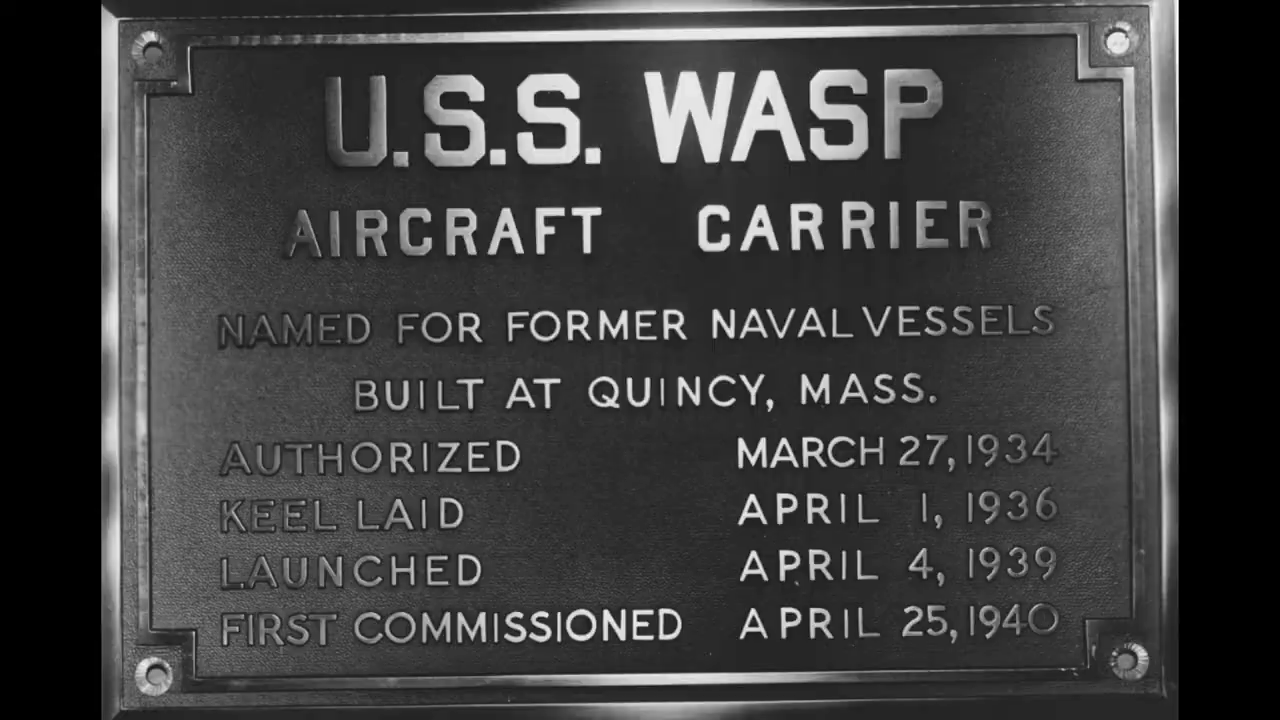 U.S.S. WASP
AIRCRAFT CARRIER
NAMED FOR FORMER NAVAL VESSELS
BUILT AT QUINCY, MASS.
AUTHORIZED MARCH 27, 1934
KEEL LAID APRIL 1, 1936
LAUNCHED APRIL 4, 1939
FIRST COMMISSIONED APRIL 25, 1940